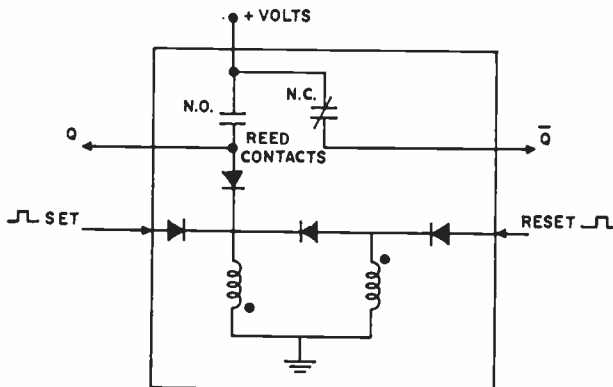 + VOLTS
N.O.
N.C.
Q
REED
CONTACTS
Q̅
SET
RESET